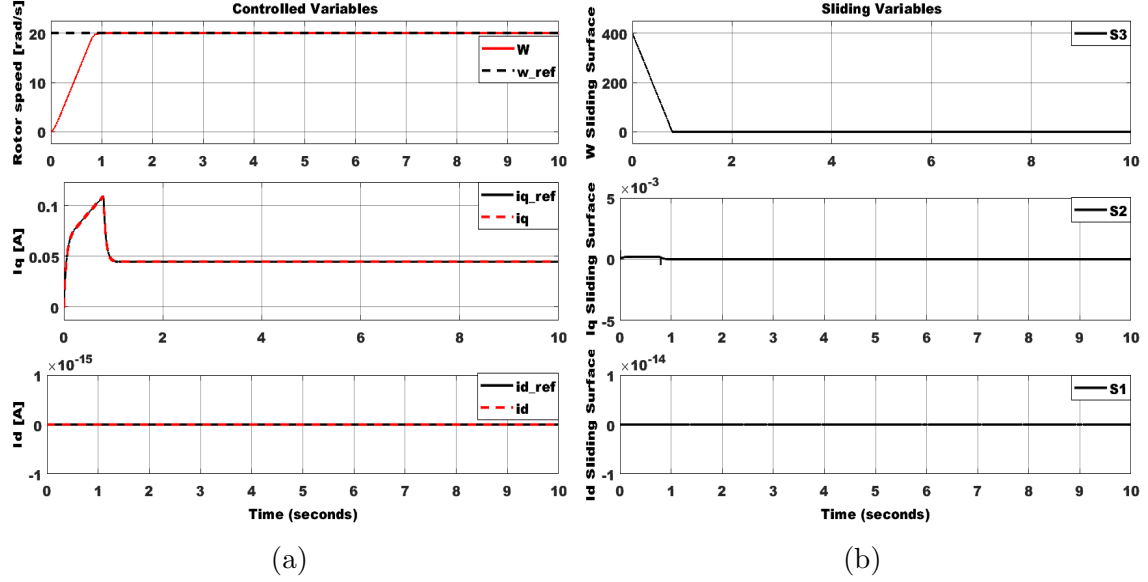 Controlled Variables
Rotor speed [rad/s]
20
10
0
W
w_ref
0 1 2 3 4 5 6 7 8 9 10
Iq [A]
0.1
0.05
0
iq_ref
iq
0 2 4 6 8 10
×10⁻¹⁵
Id [A]
1
0
-1
id_ref
id
0 1 2 3 4 5 6 7 8 9 10
Time (seconds)
(a)
Sliding Variables
W Sliding Surface
400
200
0
S3
0 2 4 6 8 10
×10⁻³
Iq Sliding Surface
5
0
-5
S2
0 1 2 3 4 5 6 7 8 9 10
×10⁻¹⁴
Id Sliding Surface
1
0
-1
S1
0 1 2 3 4 5 6 7 8 9 10
Time (seconds)
(b)